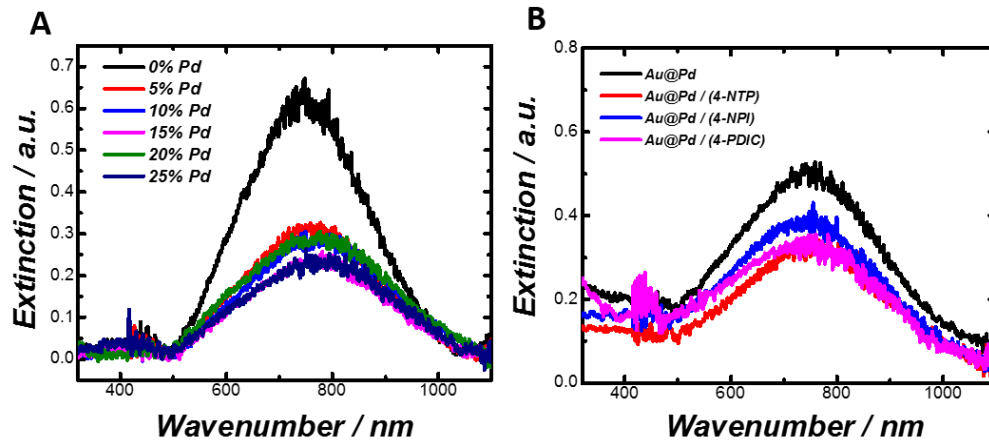 A
Extinction / a.u.
0.7
0.6
0.5
0.4
0.3
0.2
0.1
0.0
0% Pd
5% Pd
10% Pd
15% Pd
20% Pd
25% Pd
400
600
800
1000
Wavenumber / nm
B
Extinction / a.u.
0.8
0.6
0.4
0.2
0.0
Au@Pd
Au@Pd / (4-NTP)
Au@Pd / (4-NPI)
Au@Pd / (4-PDIC)
400
600
800
1000
Wavenumber / nm